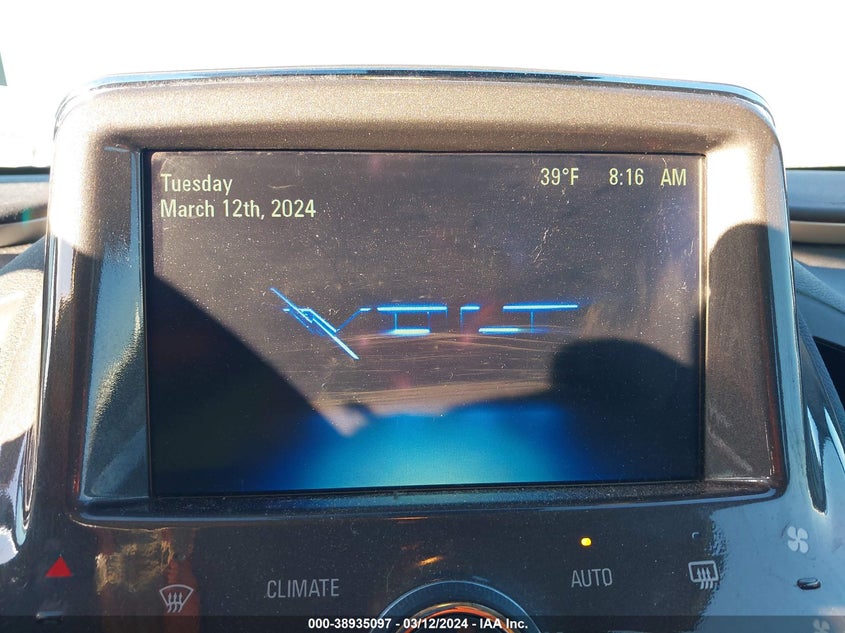 Tuesday
39°F 8:16 AM
March 12th, 2024
VOLT
CLIMATE
AUTO
000-38935097 - 03/12/2024 - IAA Inc.